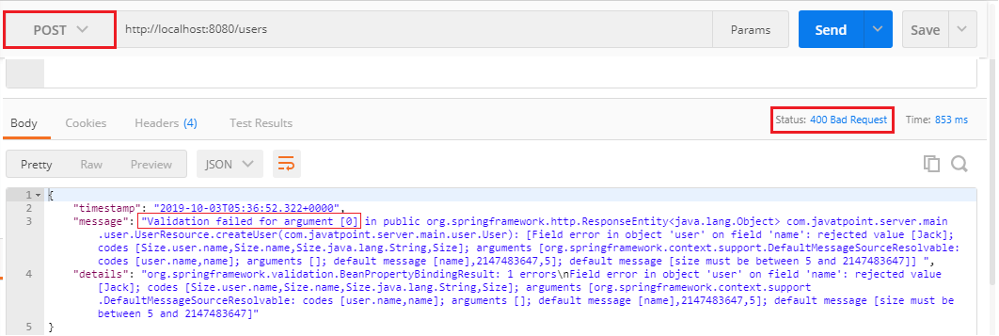 POST http://localhost:8080/users Params Send Save
Body Cookies Headers (4) Test Results Status: 400 Bad Request Time: 853 ms
Pretty Raw Preview JSON
1 {
2 "timestamp": "2019-10-03T05:36:52.322+0000",
3 "message": "Validation failed for argument [0] in public org.springframework.http.ResponseEntity<java.lang.Object> com.javatpoint.server.main
.user.UserResource.createUser(com.javatpoint.server.main.user.User): [Field error in object 'user' on field 'name': rejected value [Jack];
codes [Size.user.name,Size.name,Size.java.lang.String,Size]; arguments [org.springframework.context.support.DefaultMessageSourceResolvable:
codes [user.name,name]; arguments []; default message [name],2147483647,5]; default message [size must be between 5 and 2147483647]] ",
4 "details": "org.springframework.validation.BeanPropertyBindingResult: 1 errors\nField error in object 'user' on field 'name': rejected value
[Jack]; codes [Size.user.name,Size.name,Size.java.lang.String,Size]; arguments [org.springframework.context.support
.DefaultMessageSourceResolvable: codes [user.name,name]; arguments []; default message [name],2147483647,5]; default message [size must be
between 5 and 2147483647]"
5 }